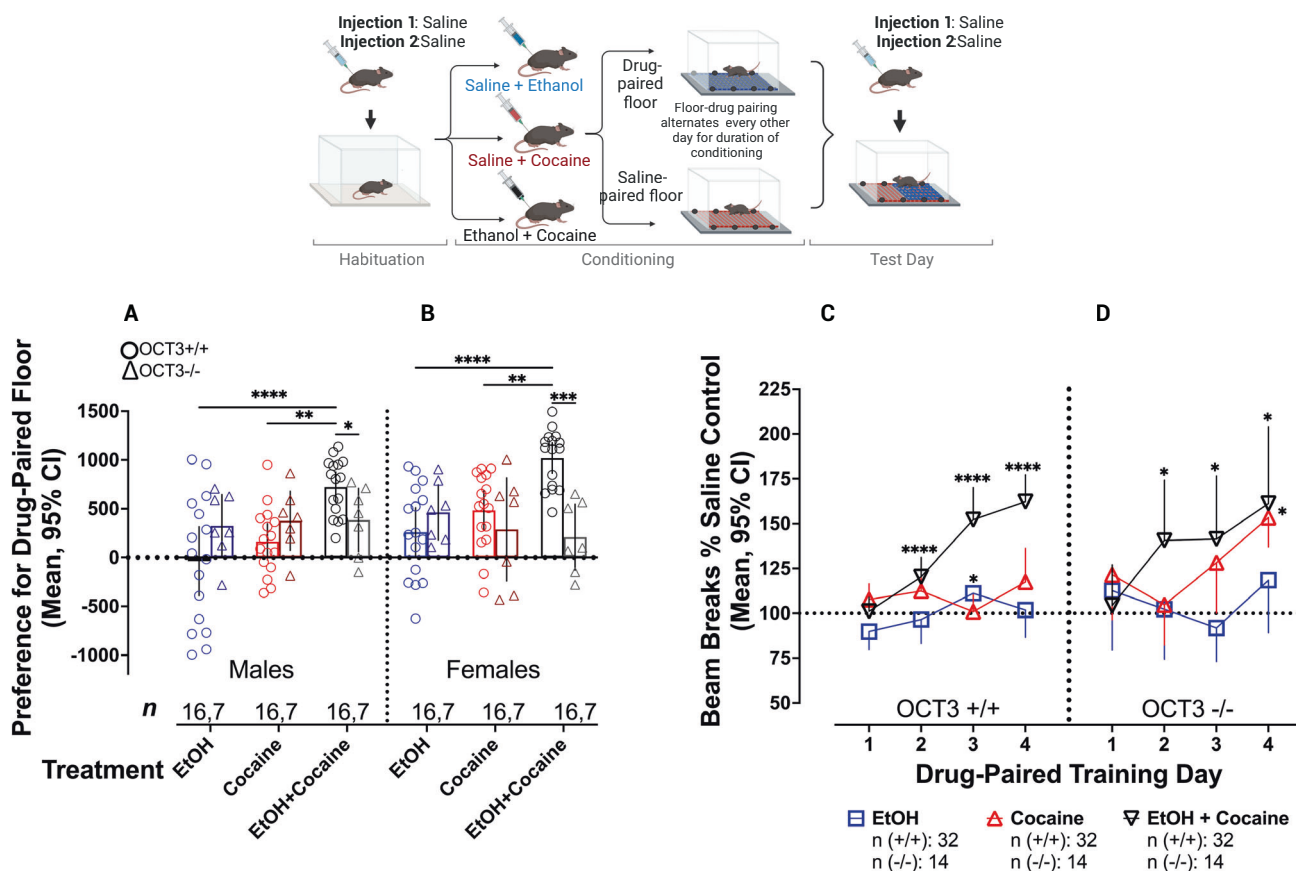 Injection 1: Saline
Injection 2:Saline
Injection 1: Saline
Injection 2:Saline
Saline + Ethanol
Saline + Cocaine
Ethanol + Cocaine
Drug-
paired
floor
Floor-drug pairing
alternates every other
day for duration of
conditioning
Saline-
paired floor
Habituation
Conditioning
Test Day
A
B
C
D
OCT3+/+
OCT3-/-
Preference for Drug-Paired Floor
(Mean, 95% CI)
1500
1000
500
0
-500
-1000
****
**
*
****
**
***
Males
Females
n
16,7
16,7
16,7
16,7
16,7
16,7
Treatment
EtOH
Cocaine
EtOH+Cocaine
EtOH
Cocaine
EtOH+Cocaine
Beam Breaks % Saline Control
(Mean, 95% CI)
225
200
175
150
125
100
75
50
****
****
****
*
*
*
*
*
OCT3 +/+
OCT3 -/-
1 2 3 4
1 2 3 4
Drug-Paired Training Day
EtOH
n (+/+): 32
n (-/-): 14
Cocaine
n (+/+): 32
n (-/-): 14
EtOH + Cocaine
n (+/+): 32
n (-/-): 14